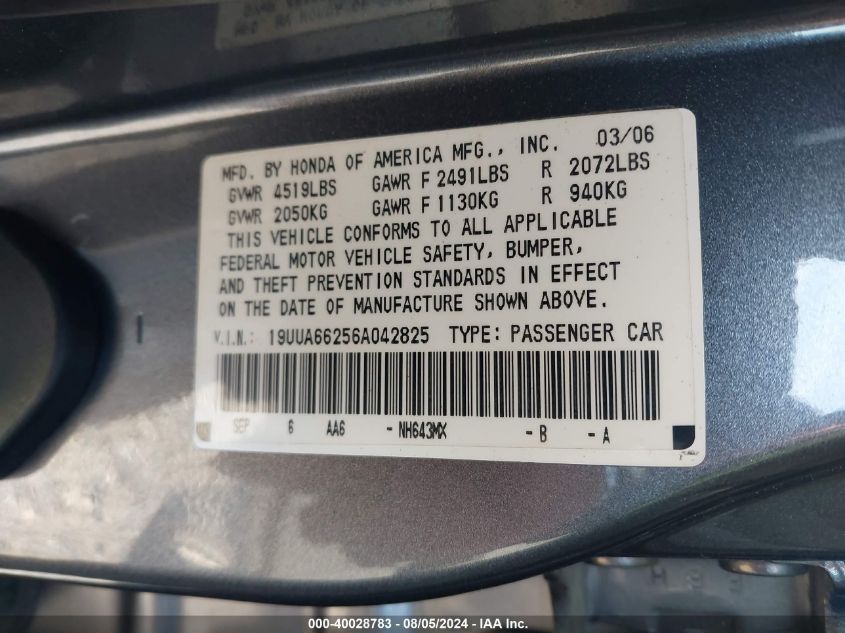 MFD. BY HONDA OF AMERICA MFG., INC. 03/06
GVWR 4519LBS GAWR F 2491LBS R 2072LBS
GVWR 2050KG GAWR F 1130KG R 940KG
THIS VEHICLE CONFORMS TO ALL APPLICABLE
FEDERAL MOTOR VEHICLE SAFETY, BUMPER,
AND THEFT PREVENTION STANDARDS IN EFFECT
ON THE DATE OF MANUFACTURE SHOWN ABOVE.
V.I.N.: 19UUA66256A042825 TYPE: PASSENGER CAR
SEP 6 AA6 -NH643MX -B -A
000-40028783 - 08/05/2024 - IAA Inc.